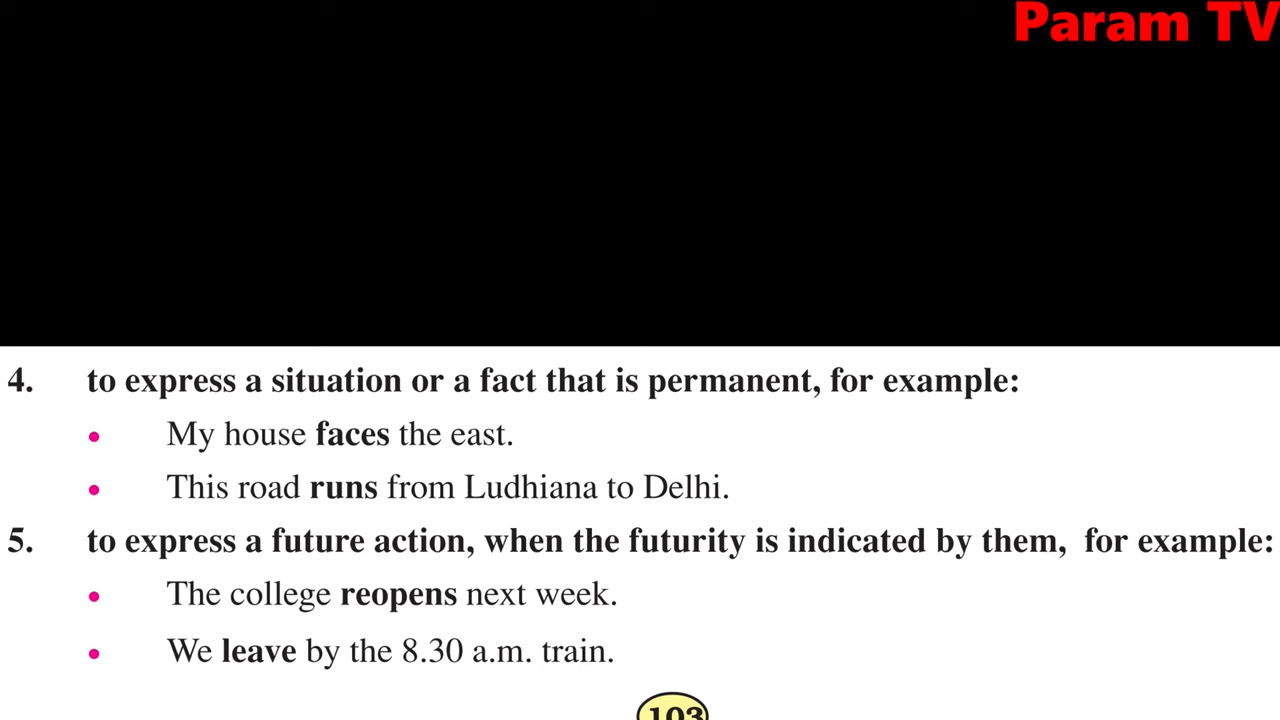 Param TV
4. to express a situation or a fact that is permanent, for example:
• My house faces the east.
• This road runs from Ludhiana to Delhi.
5. to express a future action, when the futurity is indicated by them, for example:
• The college reopens next week.
• We leave by the 8.30 a.m. train.
103